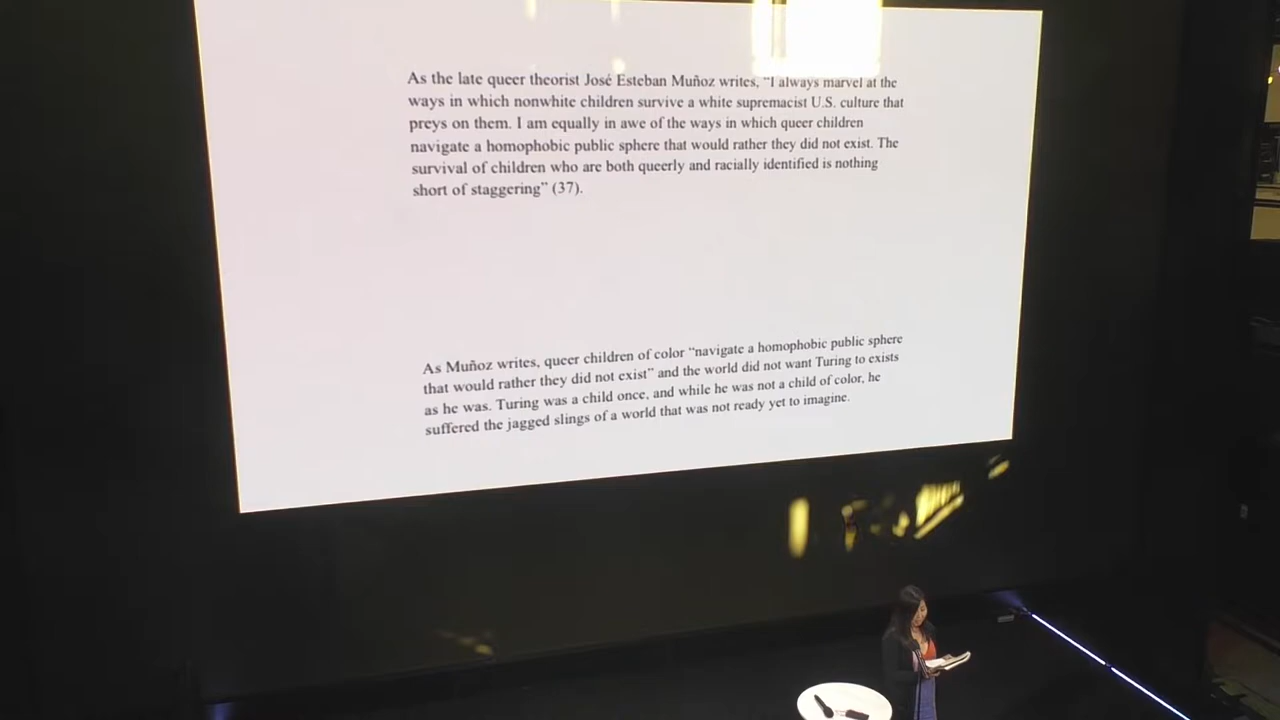 As the late queer theorist José Esteban Muñoz writes, “I always marvel at the
ways in which nonwhite children survive a white supremacist U.S. culture that
preys on them. I am equally in awe of the ways in which queer children
navigate a homophobic public sphere that would rather they did not exist. The
survival of children who are both queerly and racially identified is nothing
short of staggering” (37).
As Muñoz writes, queer children of color “navigate a homophobic public sphere
that would rather they did not exist” and the world did not want Turing to exists
as he was. Turing was a child once, and while he was not a child of color, he
suffered the jagged slings of a world that was not ready yet to imagine.